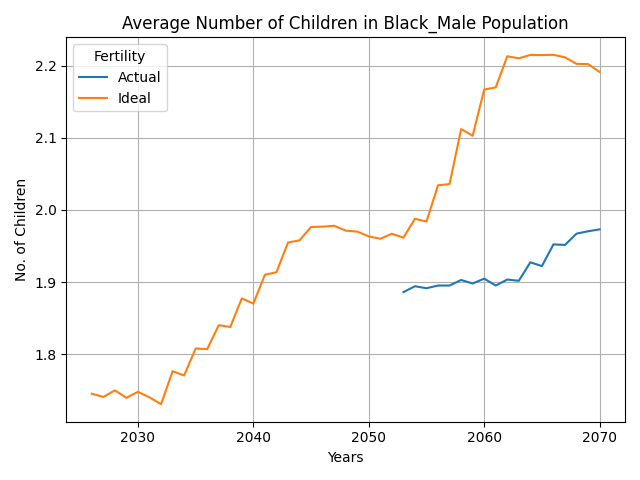 Average Number of Children in Black_Male Population
Fertility
Actual
Ideal
No. of Children
2.2
2.1
2.0
1.9
1.8
2030 2040 2050 2060 2070
Years